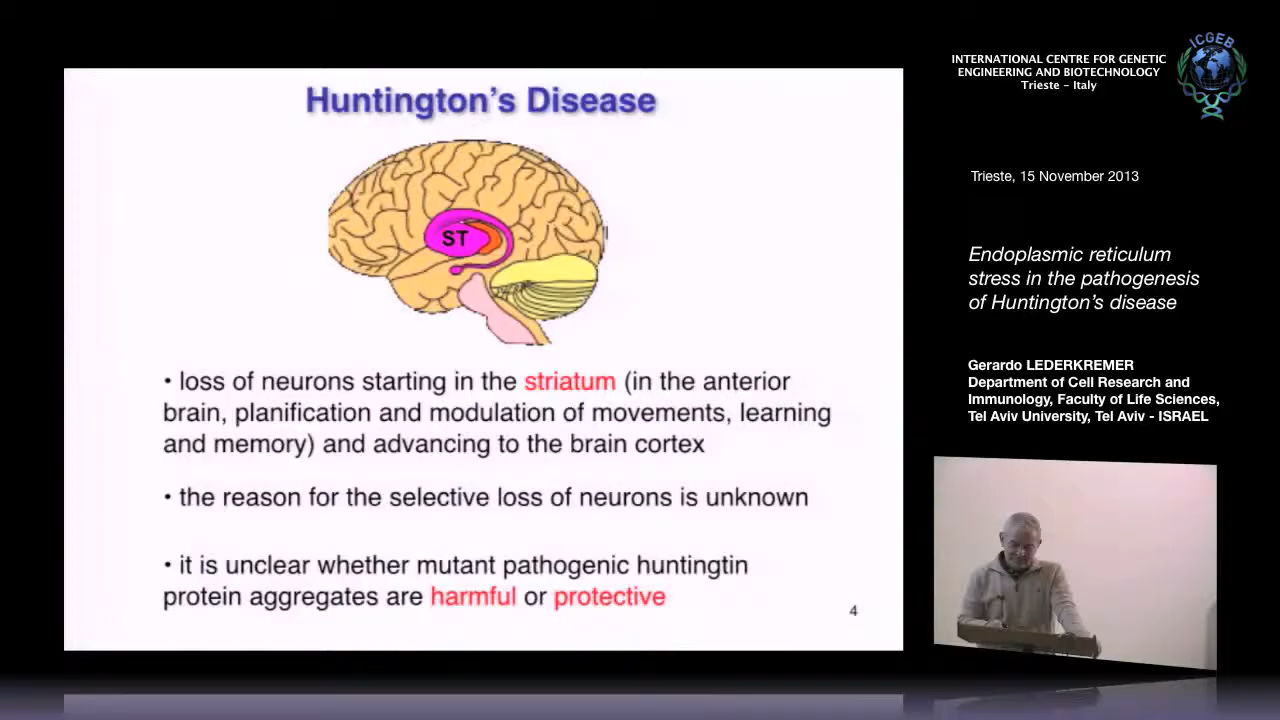 Huntington's Disease
ST
• loss of neurons starting in the striatum (in the anterior
brain, planification and modulation of movements, learning
and memory) and advancing to the brain cortex
• the reason for the selective loss of neurons is unknown
• it is unclear whether mutant pathogenic huntingtin
protein aggregates are harmful or protective
4
INTERNATIONAL CENTRE FOR GENETIC
ENGINEERING AND BIOTECHNOLOGY
Trieste - Italy
ICGEB
Trieste, 15 November 2013
Endoplasmic reticulum
stress in the pathogenesis
of Huntington's disease
Gerardo LEDERKREMER
Department of Cell Research and
Immunology, Faculty of Life Sciences,
Tel Aviv University, Tel Aviv - ISRAEL